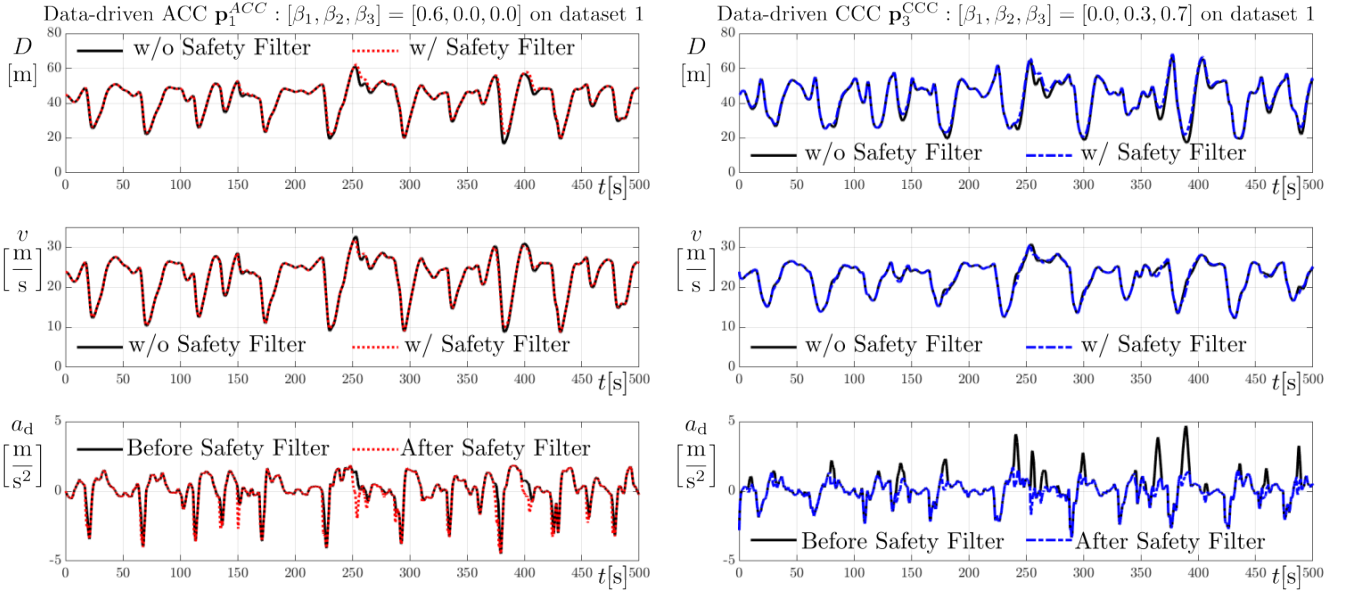 Data-driven ACC p₁^ACC : [β₁, β₂, β₃] = [0.6, 0.0, 0.0] on dataset 1
D
[m]
80
60
40
20
0
w/o Safety Filter
w/ Safety Filter
0 50 100 150 200 250 300 350 400 450 500
t[s]
v
[m/s]
30
20
10
0
w/o Safety Filter
w/ Safety Filter
0 50 100 150 200 250 300 350 400 450 500
t[s]
a_d
[m/s²]
5
0
-5
Before Safety Filter
After Safety Filter
0 50 100 150 200 250 300 350 400 450 500
t[s]
Data-driven CCC p₃^CCC : [β₁, β₂, β₃] = [0.0, 0.3, 0.7] on dataset 1
D
[m]
80
60
40
20
0
w/o Safety Filter
w/ Safety Filter
0 50 100 150 200 250 300 350 400 450 500
t[s]
v
[m/s]
30
20
10
0
w/o Safety Filter
w/ Safety Filter
0 50 100 150 200 250 300 350 400 450 500
t[s]
a_d
[m/s²]
5
0
-5
Before Safety Filter
After Safety Filter
0 50 100 150 200 250 300 350 400 450 500
t[s]